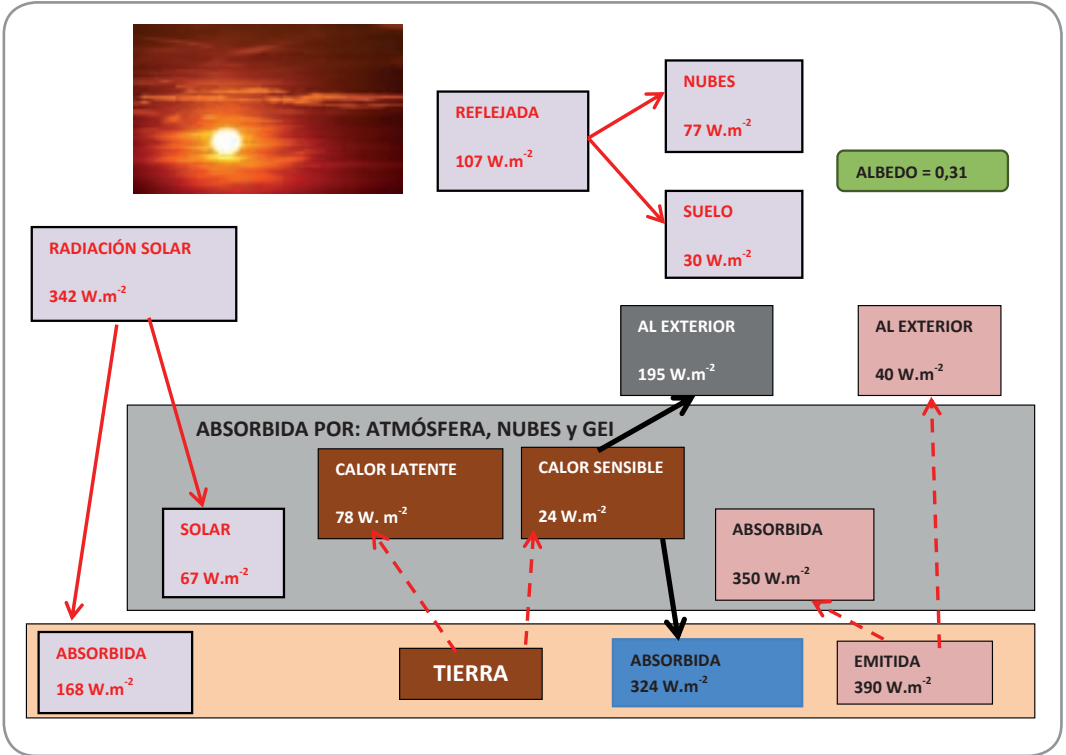 REFLEJADA
107 W.m⁻²
NUBES
77 W.m⁻²
ALBEDO = 0,31
SUELO
30 W.m⁻²
RADIACIÓN SOLAR
342 W.m⁻²
AL EXTERIOR
195 W.m⁻²
AL EXTERIOR
40 W.m⁻²
ABSORBIDA POR: ATMÓSFERA, NUBES y GEI
CALOR LATENTE
78 W. m⁻²
CALOR SENSIBLE
24 W.m⁻²
SOLAR
67 W.m⁻²
ABSORBIDA
350 W.m⁻²
ABSORBIDA
168 W.m⁻²
TIERRA
ABSORBIDA
324 W.m⁻²
EMITIDA
390 W.m⁻²